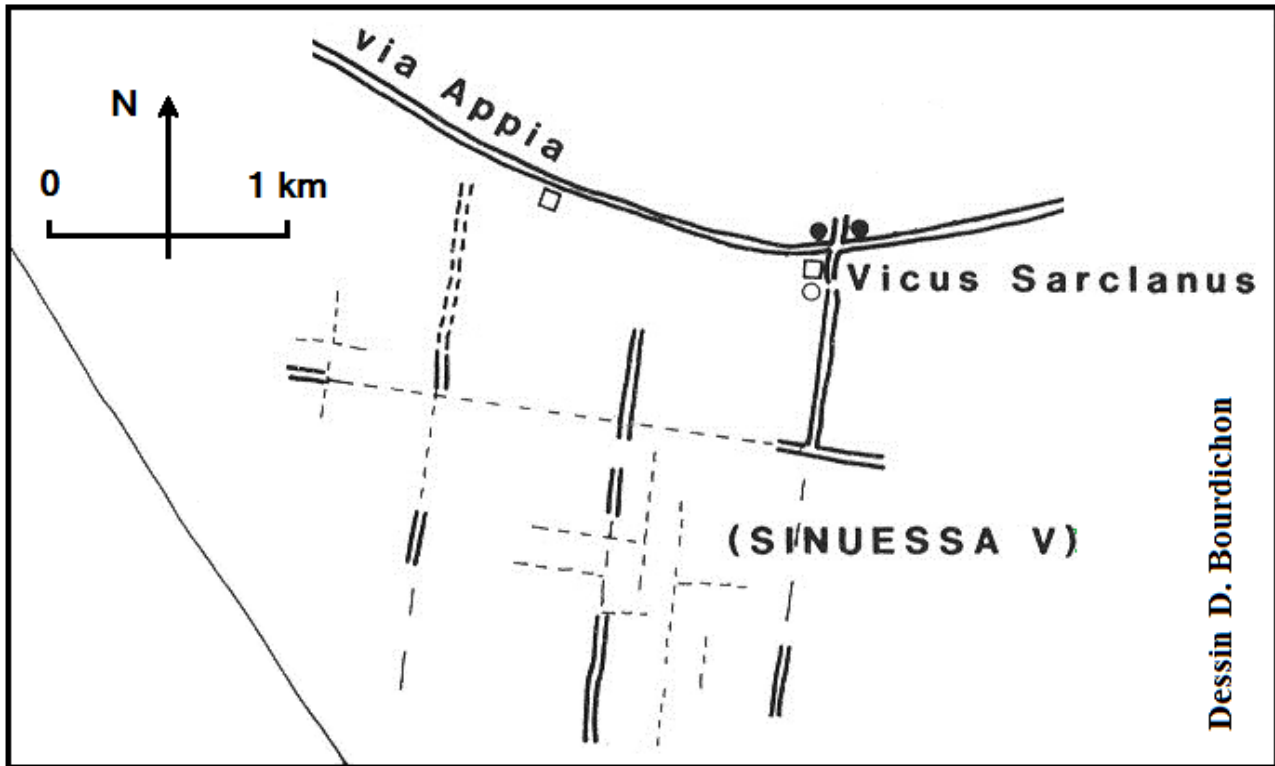 via Appia
N
0 1 km
Vicus Sarclanus
(SINUESSA V)
Dessin D. Bourdichon